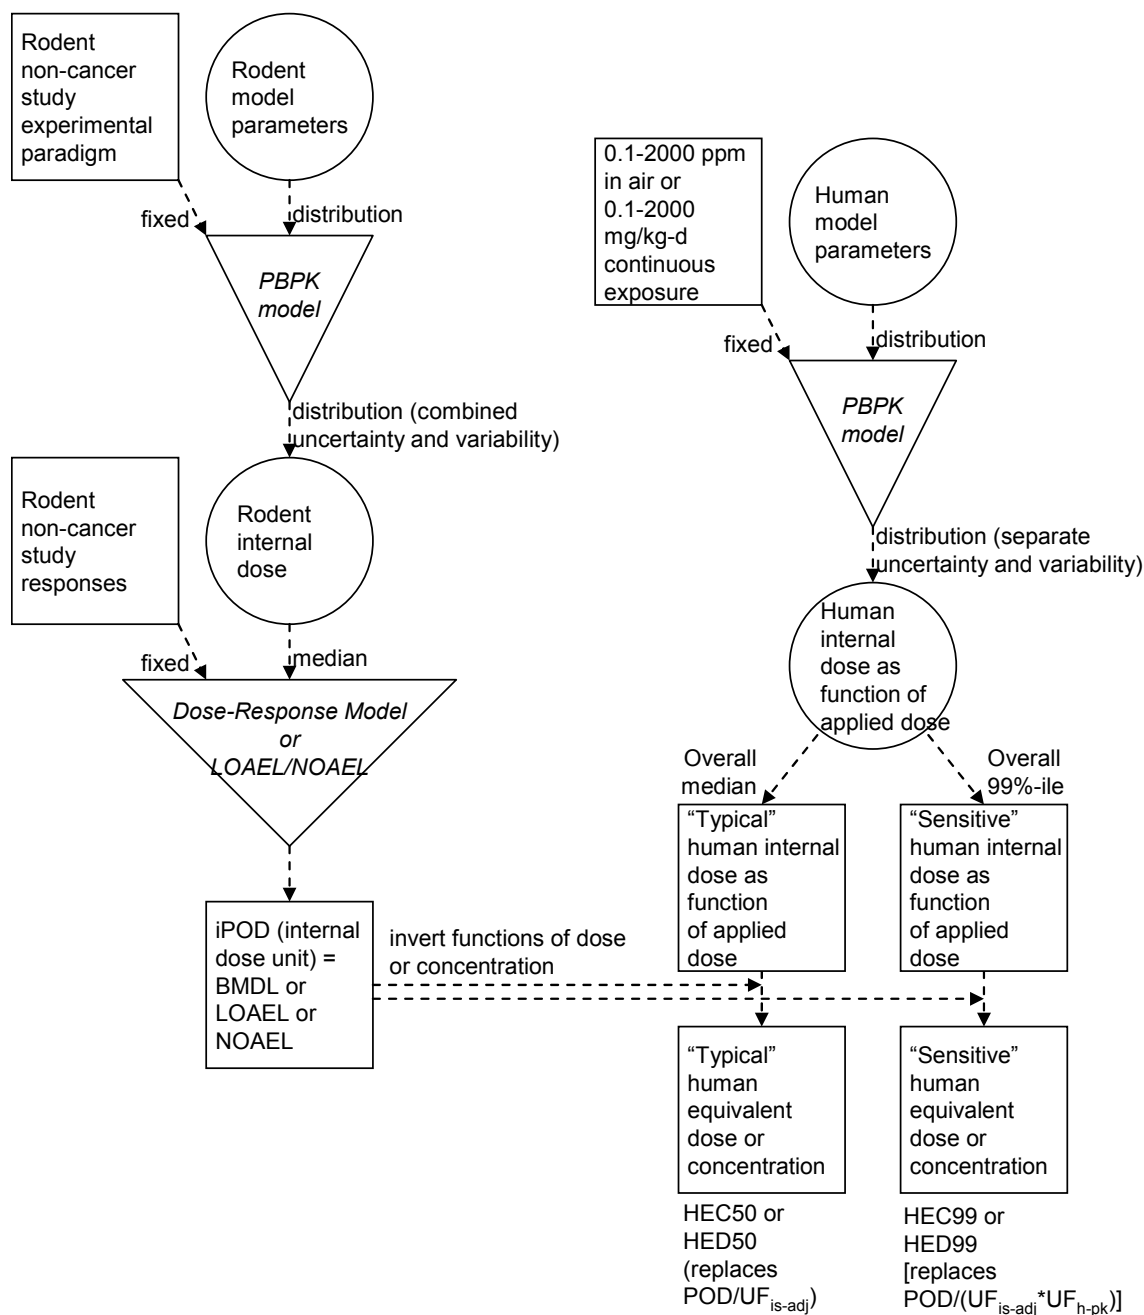 Rodent
non-cancer
study
experimental
paradigm
Rodent
model
parameters
fixed
distribution
PBPK
model
distribution (combined
uncertainty and variability)
Rodent
non-cancer
study
responses
Rodent
internal
dose
fixed
median
Dose-Response Model
or
LOAEL/NOAEL
iPOD (internal
dose unit) =
BMDL or
LOAEL or
NOAEL
invert functions of dose
or concentration
0.1-2000 ppm
in air or
0.1-2000
mg/kg-d
continuous
exposure
Human
model
parameters
fixed
distribution
PBPK
model
distribution (separate
uncertainty and variability)
Human
internal
dose as
function of
applied dose
Overall
median
Overall
99%-ile
“Typical”
human internal
dose as
function
of applied
dose
“Sensitive”
human internal
dose as
function
of applied
dose
“Typical”
human
equivalent
dose or
concentration
“Sensitive”
human
equivalent
dose or
concentration
HEC50 or
HED50
(replaces
POD/UFis-adj)
HEC99 or
HED99
[replaces
POD/(UFis-adj*UFh-pk)]